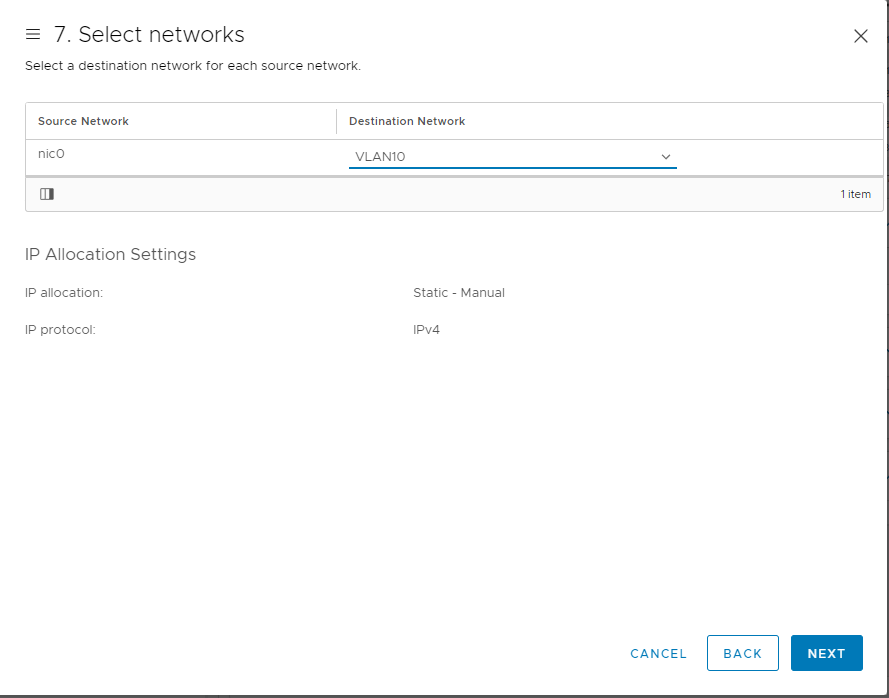 7. Select networks
Select a destination network for each source network.
Source Network Destination Network
nic0 VLAN10
1 item
IP Allocation Settings
IP allocation: Static - Manual
IP protocol: IPv4
CANCEL BACK NEXT